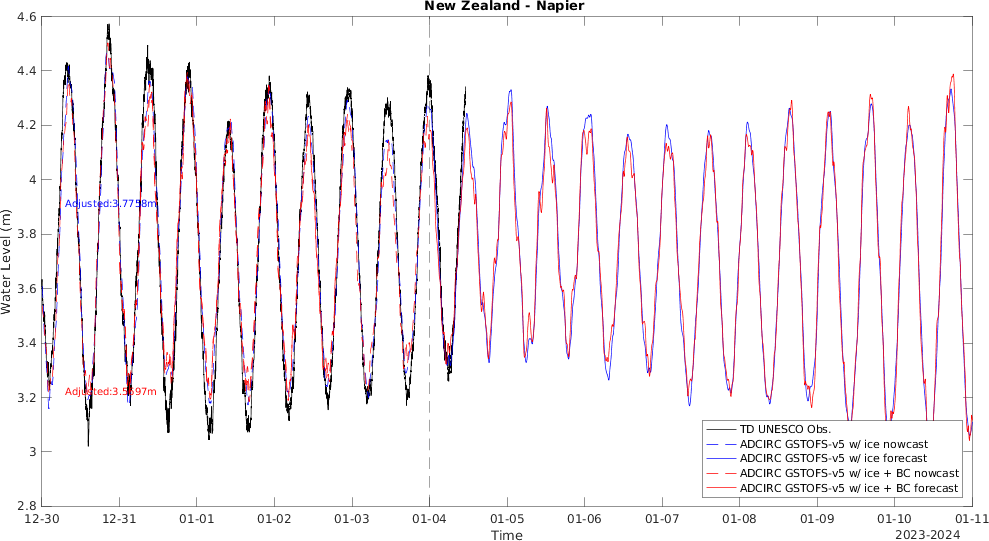 New Zealand - Napier
Water Level (m)
4.6
4.4
4.2
4
3.8
3.6
3.4
3.2
3
2.8
Adjusted:3.7758m
Adjusted:3.5697m
TD UNESCO Obs.
ADCIRC GSTOFS-v5 w/ ice nowcast
ADCIRC GSTOFS-v5 w/ ice forecast
ADCIRC GSTOFS-v5 w/ ice + BC nowcast
ADCIRC GSTOFS-v5 w/ ice + BC forecast
12-30 12-31 01-01 01-02 01-03 01-04 01-05 01-06 01-07 01-08 01-09 01-10 01-11
Time
2023-2024